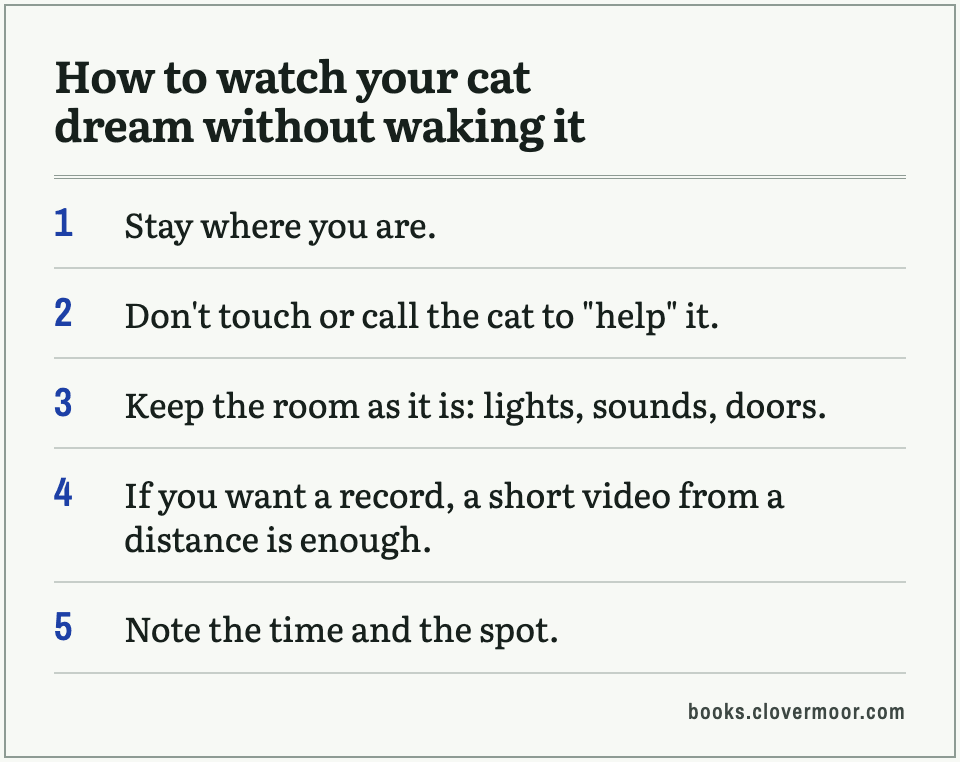 How to watch your cat
dream without waking it
1 Stay where you are.
2 Don't touch or call the cat to "help" it.
3 Keep the room as it is: lights, sounds, doors.
4 If you want a record, a short video from a
distance is enough.
5 Note the time and the spot.
books.clovermoor.com